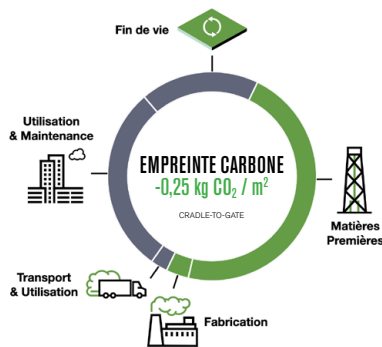 Fin de vie
Utilisation
& Maintenance
EMPREINTE CARBONE
-0,25 kg CO₂ / m²
CRADLE-TO-GATE
Matières
Premières
Transport
& Utilisation
Fabrication